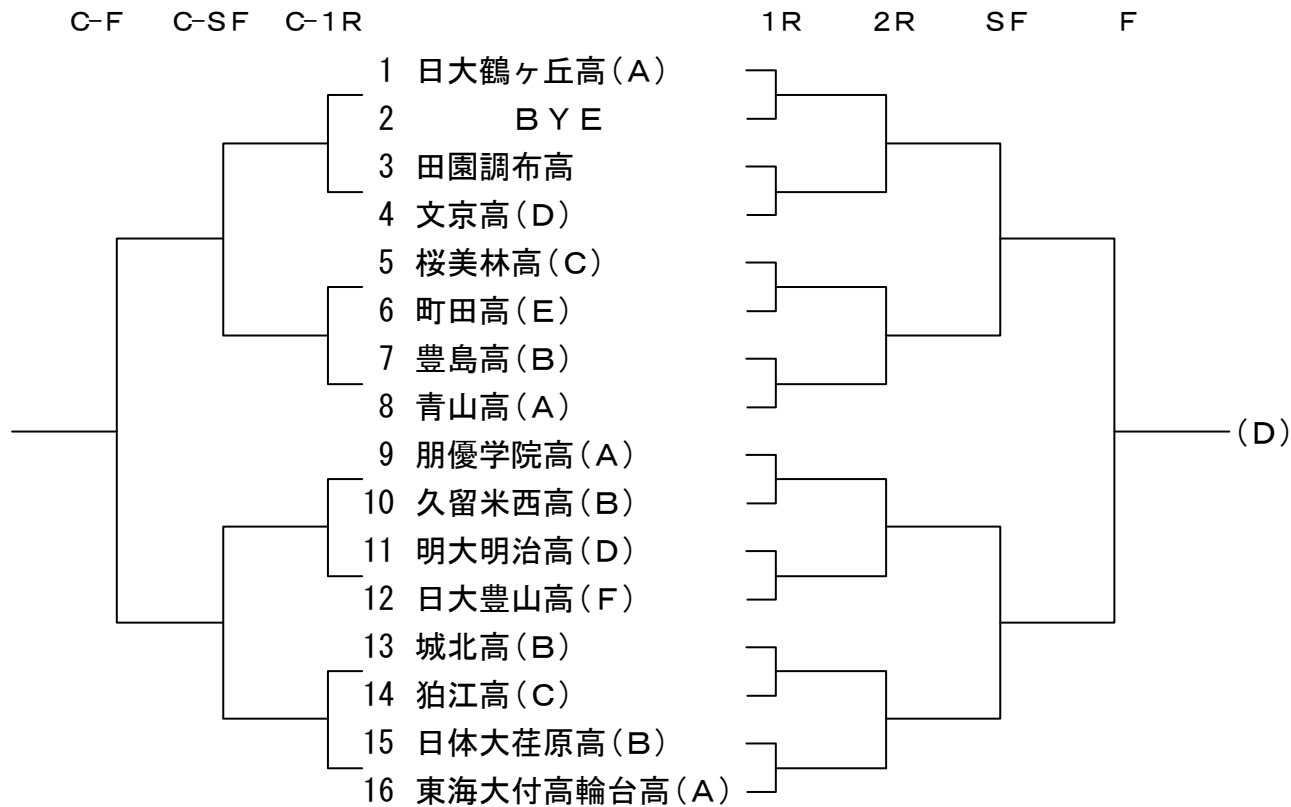 C-F C-SF C-1R 1R 2R SF F
1 日大鶴ヶ丘高(A)
2 BYE
3 田園調布高
4 文京高(D)
5 桜美林高(C)
6 町田高(E)
7 豊島高(B)
8 青山高(A)
(D)
9 朋優学院高(A)
10 久留米西高(B)
11 明大明治高(D)
12 日大豊山高(F)
13 城北高(B)
14 狛江高(C)
15 日体大荏原高(B)
16 東海大付高輪台高(A)